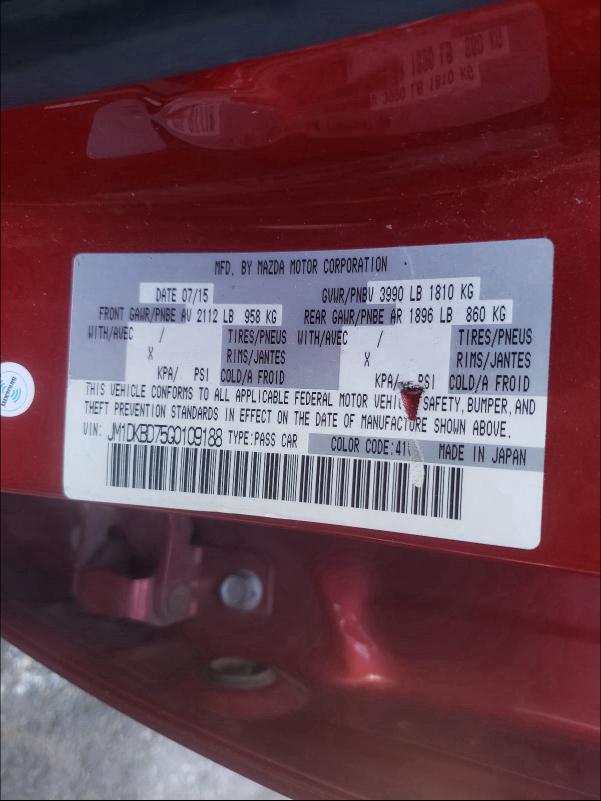 MFD. BY MAZDA MOTOR CORPORATION
DATE 07/15 GVWR/PNBV 3990 LB 1810 KG
FRONT GAWR/PNBE AV 2112 LB 958 KG REAR GAWR/PNBE AR 1896 LB 860 KG
WITH/AVEC / TIRES/PNEUS WITH/AVEC / TIRES/PNEUS
X RIMS/JANTES X RIMS/JANTES
KPA/ PSI COLD/A FROID KPA/ PSI COLD/A FROID
THIS VEHICLE CONFORMS TO ALL APPLICABLE FEDERAL MOTOR VEHICLE SAFETY, BUMPER, AND
THEFT PREVENTION STANDARDS IN EFFECT ON THE DATE OF MANUFACTURE SHOWN ABOVE.
VIN: JM1DKBD75G0109188 TYPE:PASS CAR COLOR CODE:41 MADE IN JAPAN